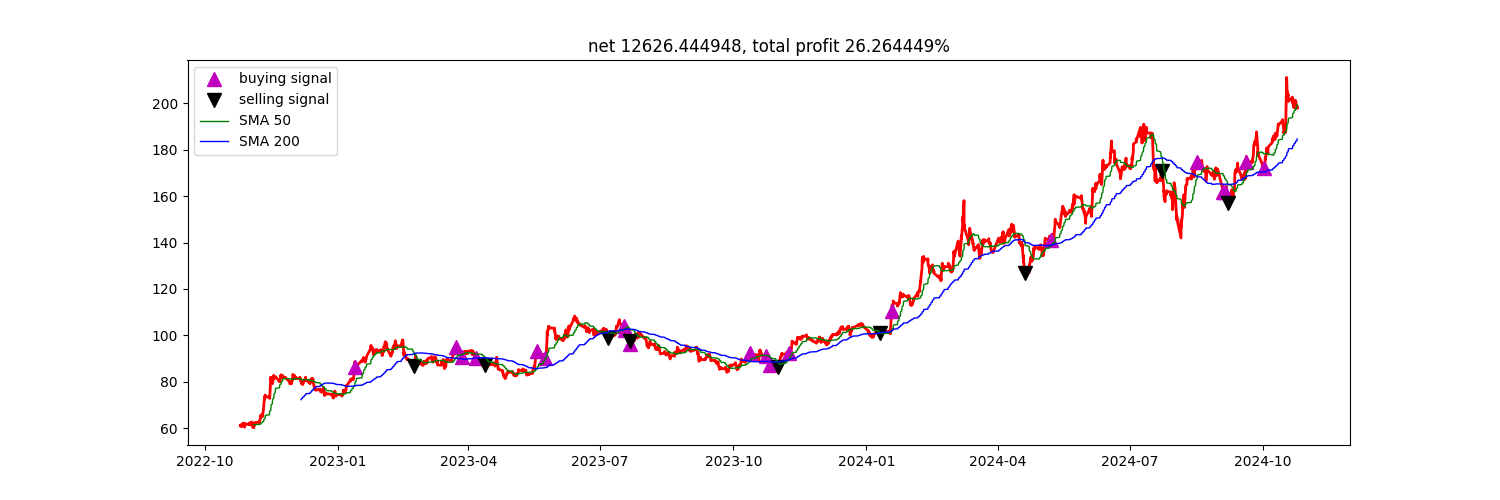 net 12626.444948, total profit 26.264449%
buying signal
selling signal
SMA 50
SMA 200
200
180
160
140
120
100
80
60
2022-10 2023-01 2023-04 2023-07 2023-10 2024-01 2024-04 2024-07 2024-10